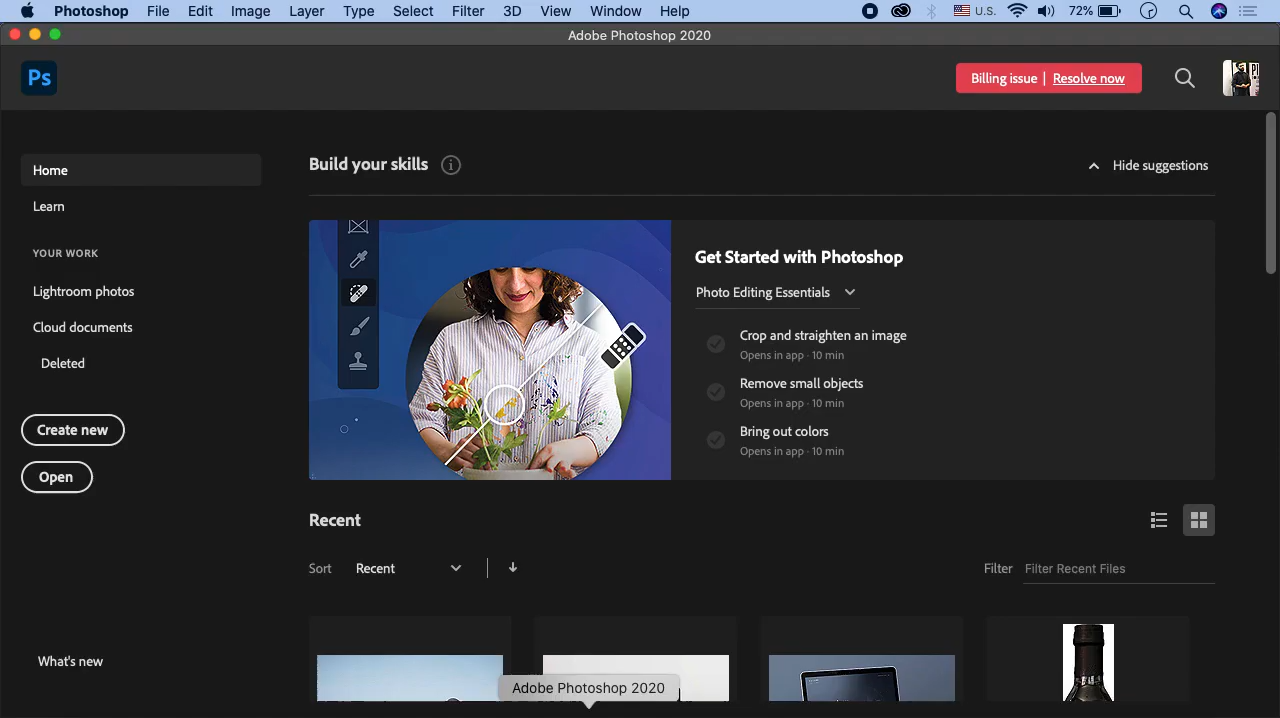 Photoshop File Edit Image Layer Type Select Filter 3D View Window Help U.S. 72%
Adobe Photoshop 2020
Ps
Billing issue | Resolve now
Home
Learn
YOUR WORK
Lightroom photos
Cloud documents
Deleted
Create new
Open
What's new
Build your skills
Hide suggestions
Get Started with Photoshop
Photo Editing Essentials
Crop and straighten an image
Opens in app · 10 min
Remove small objects
Opens in app · 10 min
Bring out colors
Opens in app · 10 min
Recent
Sort Recent
Filter Filter Recent Files
Adobe Photoshop 2020